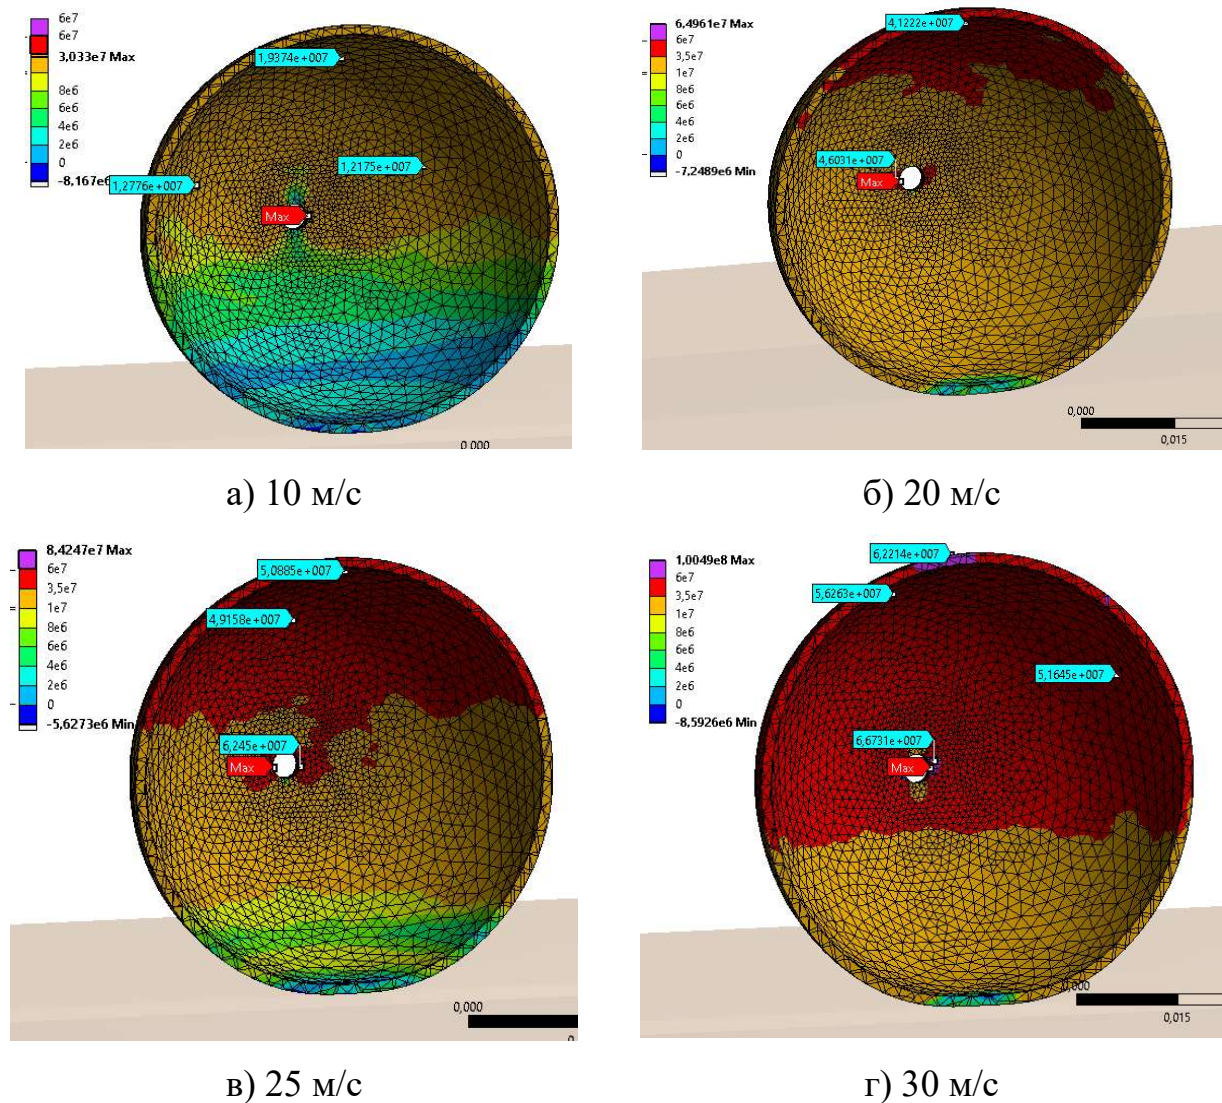 6e7
6e7
3,033e7 Max
8e6
6e6
4e6
2e6
0
-8,167e6
1,9374e+007
1,2175e+007
1,2776e+007
Max
0,000
6,4961e7 Max
6e7
3,5e7
1e7
8e6
6e6
4e6
2e6
0
-7,2489e6 Min
4,1222e+007
4,6031e+007
Max
0,000
0,015
а) 10 м/с
б) 20 м/с
8,4247e7 Max
6e7
3,5e7
1e7
8e6
6e6
4e6
2e6
0
-5,6273e6 Min
5,0885e+007
4,9158e+007
6,245e+007
Max
0,000
1,0049e8 Max
6e7
3,5e7
1e7
8e6
6e6
4e6
2e6
0
-8,5926e6 Min
6,2214e+007
5,6263e+007
5,1645e+007
6,6731e+007
Max
0,000
0,015
в) 25 м/с
г) 30 м/с